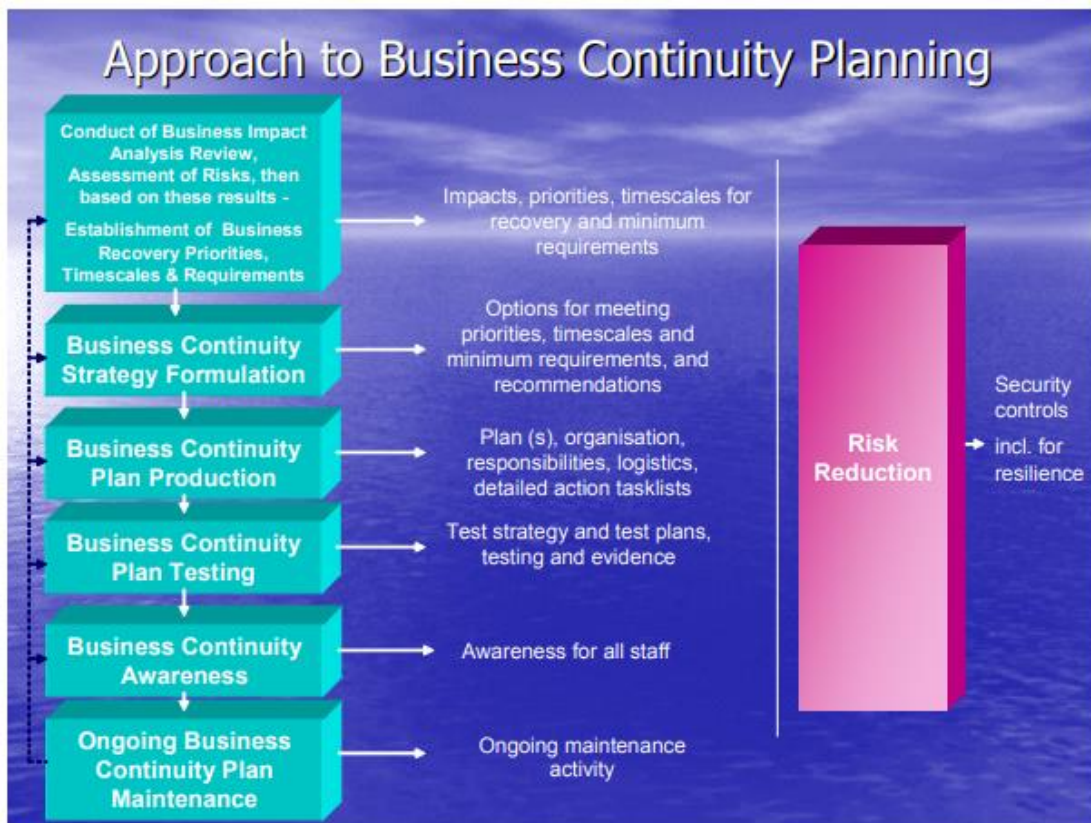 Approach to Business Continuity Planning
Conduct of Business Impact
Analysis Review,
Assessment of Risks, then
based on these results -
Establishment of Business
Recovery Priorities,
Timescales & Requirements
Impacts, priorities, timescales for
recovery and minimum
requirements
Business Continuity
Strategy Formulation
Options for meeting
priorities, timescales and
minimum requirements, and
recommendations
Business Continuity
Plan Production
Plan (s), organisation,
responsibilities, logistics,
detailed action tasklists
Business Continuity
Plan Testing
Test strategy and test plans,
testing and evidence
Business Continuity
Awareness
Awareness for all staff
Ongoing Business
Continuity Plan
Maintenance
Ongoing maintenance
activity
Risk
Reduction
Security
controls
incl. for
resilience